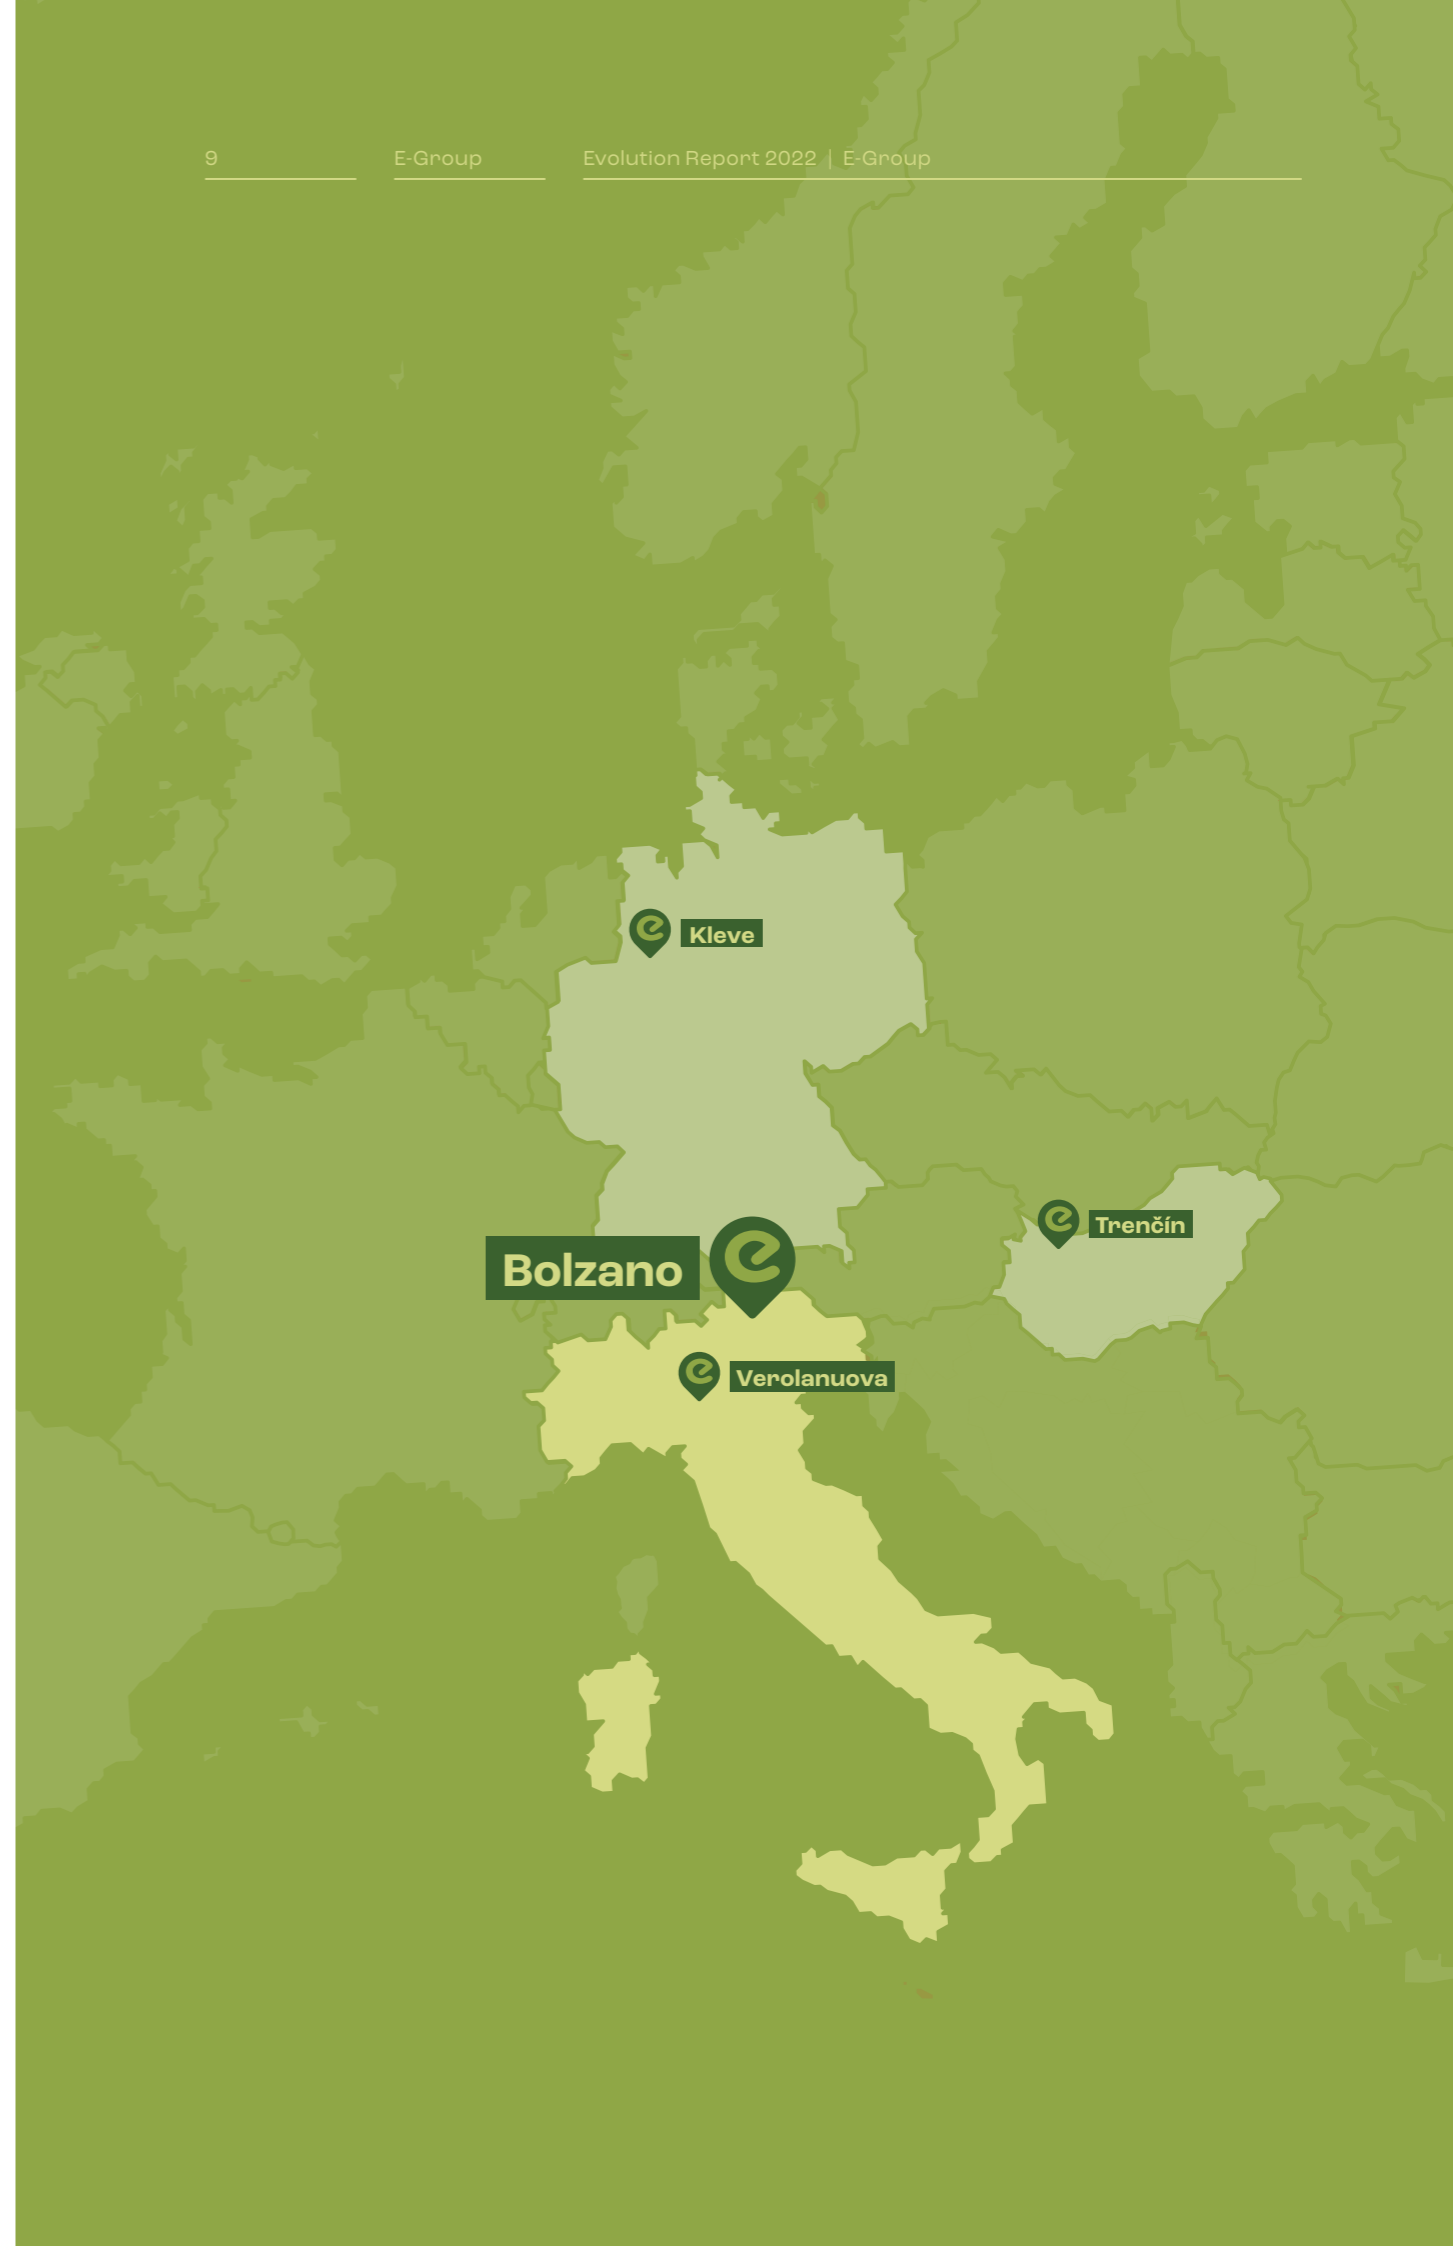 9
E-Group
Evolution Report 2022 | E-Group
Kleve
Trenčín
Bolzano
Verolanuova